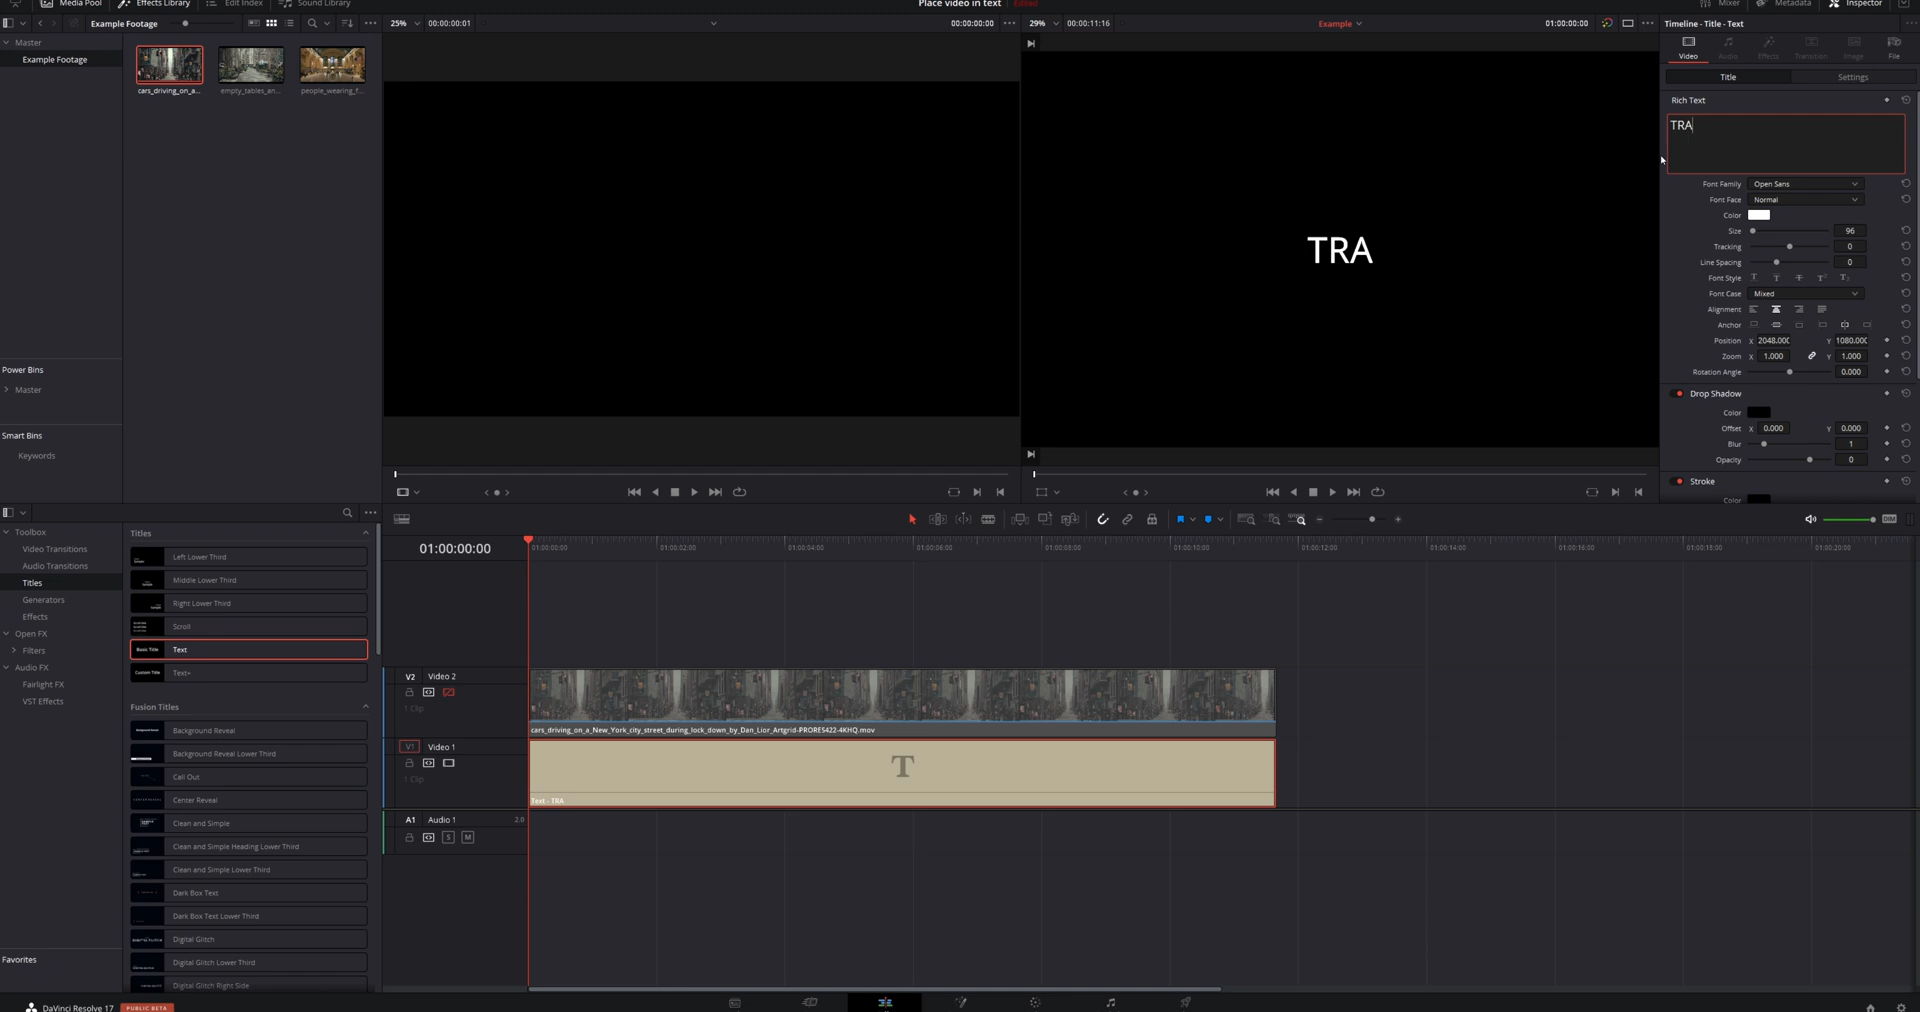 Media Pool Effects Library Edit Index Sound Library Place video in text Edited Mixer Metadata Inspector
Example Footage 25% 00:00:00:01 00:00:00:00 29% 00:00:11:16 Example 01:00:00:00 Timeline - Title - Text
Master
Example Footage
cars_driving_on_a... empty_tables_an... people_wearing_f...
Video Audio Effects Transition Image File
Title Settings
Rich Text
TRA
TRA
Font Family Open Sans
Font Face Normal
Color
Size 96
Tracking 0
Line Spacing 0
Font Style T T T T T
Font Case Mixed
Alignment
Anchor
Position X 2048.00 Y 1080.00
Zoom X 1.000 Y 1.000
Rotation Angle 0.000
Drop Shadow
Color
Offset X 0.000 Y 0.000
Blur 1
Opacity 0
Stroke
Color
Power Bins
Master
Smart Bins
Keywords
Toolbox
Video Transitions
Audio Transitions
Titles
Generators
Effects
Open FX
Filters
Audio FX
Fairlight FX
VST Effects
Favorites
Titles
Left Lower Third
Middle Lower Third
Right Lower Third
Scroll
Basic Title Text
Custom Title Text+
Fusion Titles
Background Reveal
Background Reveal Lower Third
Call Out
Center Reveal
Clean and Simple
Clean and Simple Heading Lower Third
Clean and Simple Lower Third
Dark Box Text
Dark Box Text Lower Third
Digital Glitch
Digital Glitch Lower Third
Digital Glitch Right Side
DIM
01:00:00:00 01:00:00:00 01:00:02:00 01:00:04:00 01:00:06:00 01:00:08:00 01:00:10:00 01:00:12:00 01:00:14:00 01:00:16:00 01:00:18:00 01:00:20:00
V2 Video 2
1 Clip
cars_driving_on_a_New_York_city_street_during_lock_down_by_Dan_Lior_Artgrid-PRORES422-4KHQ.mov
V1 Video 1
1 Clip
T
Text - TRA
A1 Audio 1 2.0
S M
DaVinci Resolve 17 PUBLIC BETA